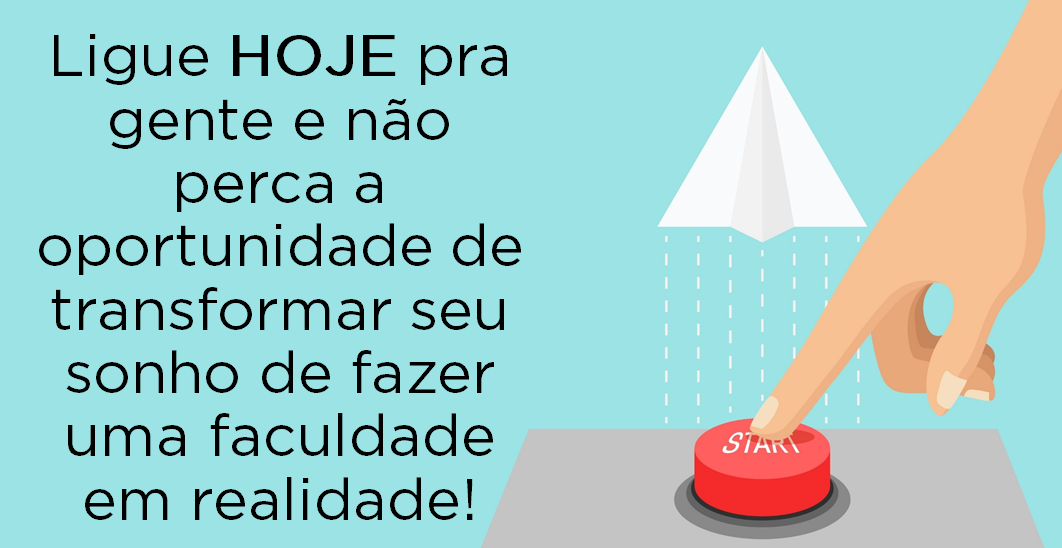 Ligue HOJE pra
gente e não
perca a
oportunidade de
transformar seu
sonho de fazer
uma faculdade
em realidade!
START